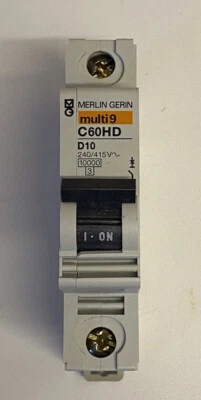 MERLIN GERIN
multi9
C60HD
D10
240/415V~
10000
3
I·ON